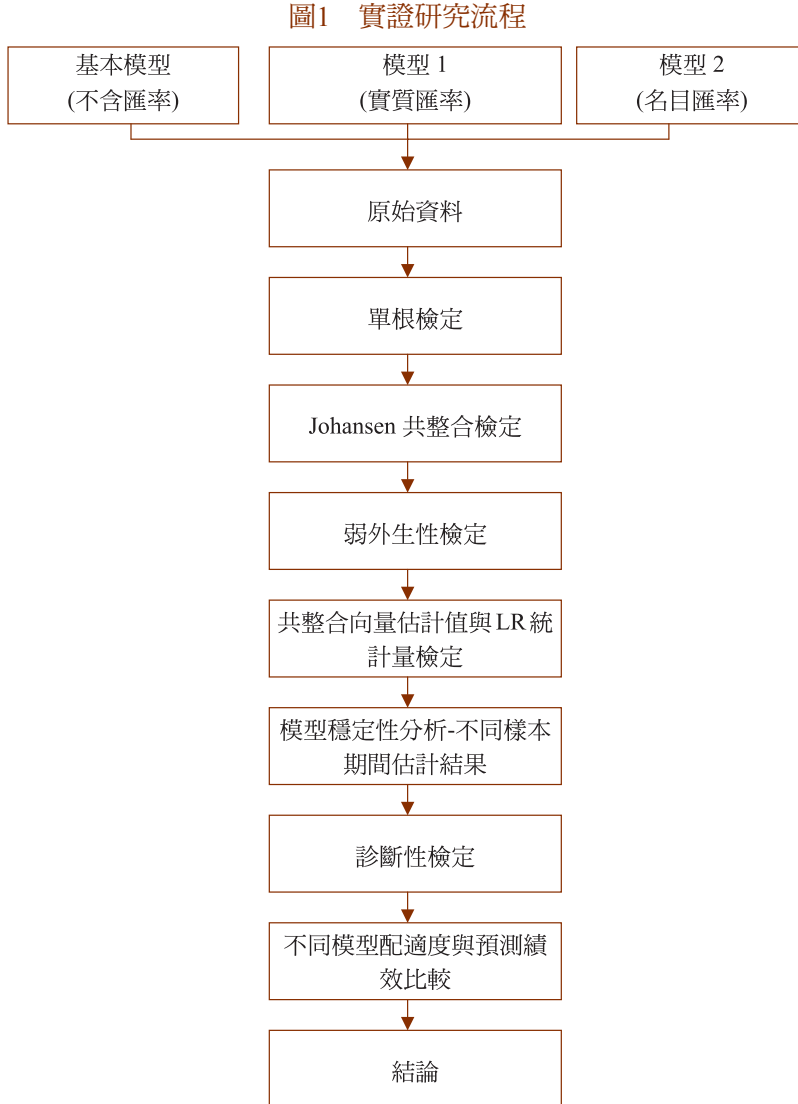 圖1 實證研究流程
基本模型
(不含匯率)
模型 1
(實質匯率)
模型 2
(名目匯率)
原始資料
單根檢定
Johansen 共整合檢定
弱外生性檢定
共整合向量估計值與 LR 統
計量檢定
模型穩定性分析-不同樣本
期間估計結果
診斷性檢定
不同模型配適度與預測績
效比較
結論